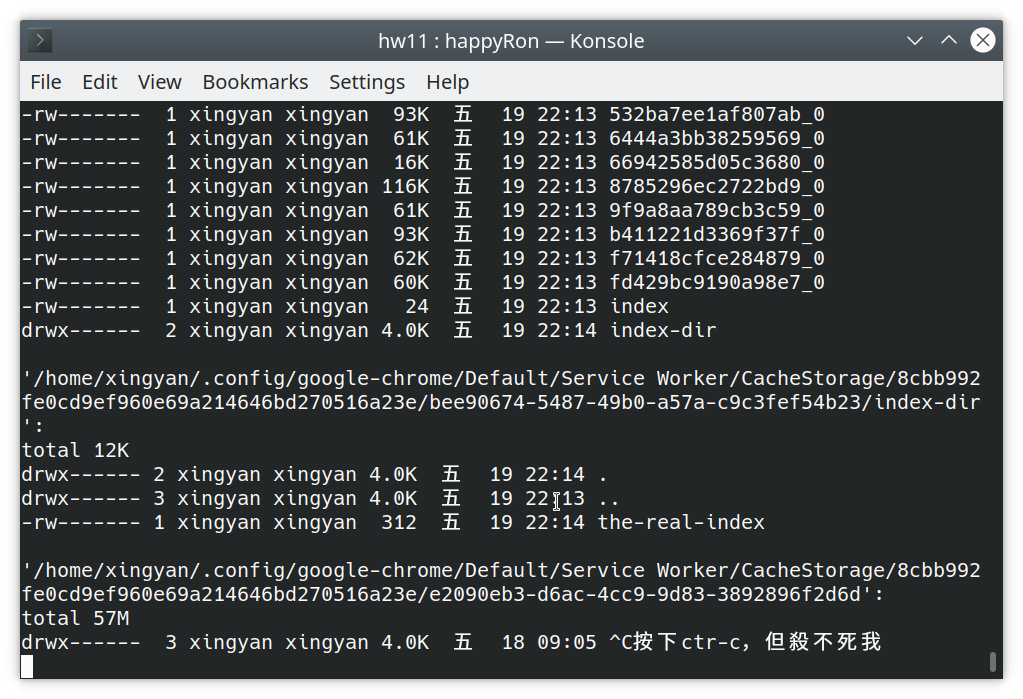 hw11 : happyRon — Konsole
File Edit View Bookmarks Settings Help
-rw------- 1 xingyan xingyan 93K 五 19 22:13 532ba7ee1af807ab_0
-rw------- 1 xingyan xingyan 61K 五 19 22:13 6444a3bb38259569_0
-rw------- 1 xingyan xingyan 16K 五 19 22:13 66942585d05c3680_0
-rw------- 1 xingyan xingyan 116K 五 19 22:13 8785296ec2722bd9_0
-rw------- 1 xingyan xingyan 61K 五 19 22:13 9f9a8aa789cb3c59_0
-rw------- 1 xingyan xingyan 93K 五 19 22:13 b411221d3369f37f_0
-rw------- 1 xingyan xingyan 62K 五 19 22:13 f71418cfce284879_0
-rw------- 1 xingyan xingyan 60K 五 19 22:13 fd429bc9190a98e7_0
-rw------- 1 xingyan xingyan 24 五 19 22:13 index
drwx------ 2 xingyan xingyan 4.0K 五 19 22:14 index-dir
'/home/xingyan/.config/google-chrome/Default/Service Worker/CacheStorage/8cbb992
fe0cd9ef960e69a214646bd270516a23e/bee90674-5487-49b0-a57a-c9c3fef54b23/index-dir
':
total 12K
drwx------ 2 xingyan xingyan 4.0K 五 19 22:14 .
drwx------ 3 xingyan xingyan 4.0K 五 19 22:13 ..
-rw------- 1 xingyan xingyan 312 五 19 22:14 the-real-index
'/home/xingyan/.config/google-chrome/Default/Service Worker/CacheStorage/8cbb992
fe0cd9ef960e69a214646bd270516a23e/e2090eb3-d6ac-4cc9-9d83-3892896f2d6d':
total 57M
drwx------ 3 xingyan xingyan 4.0K 五 18 09:05 ^C按下ctr-c，但殺不死我